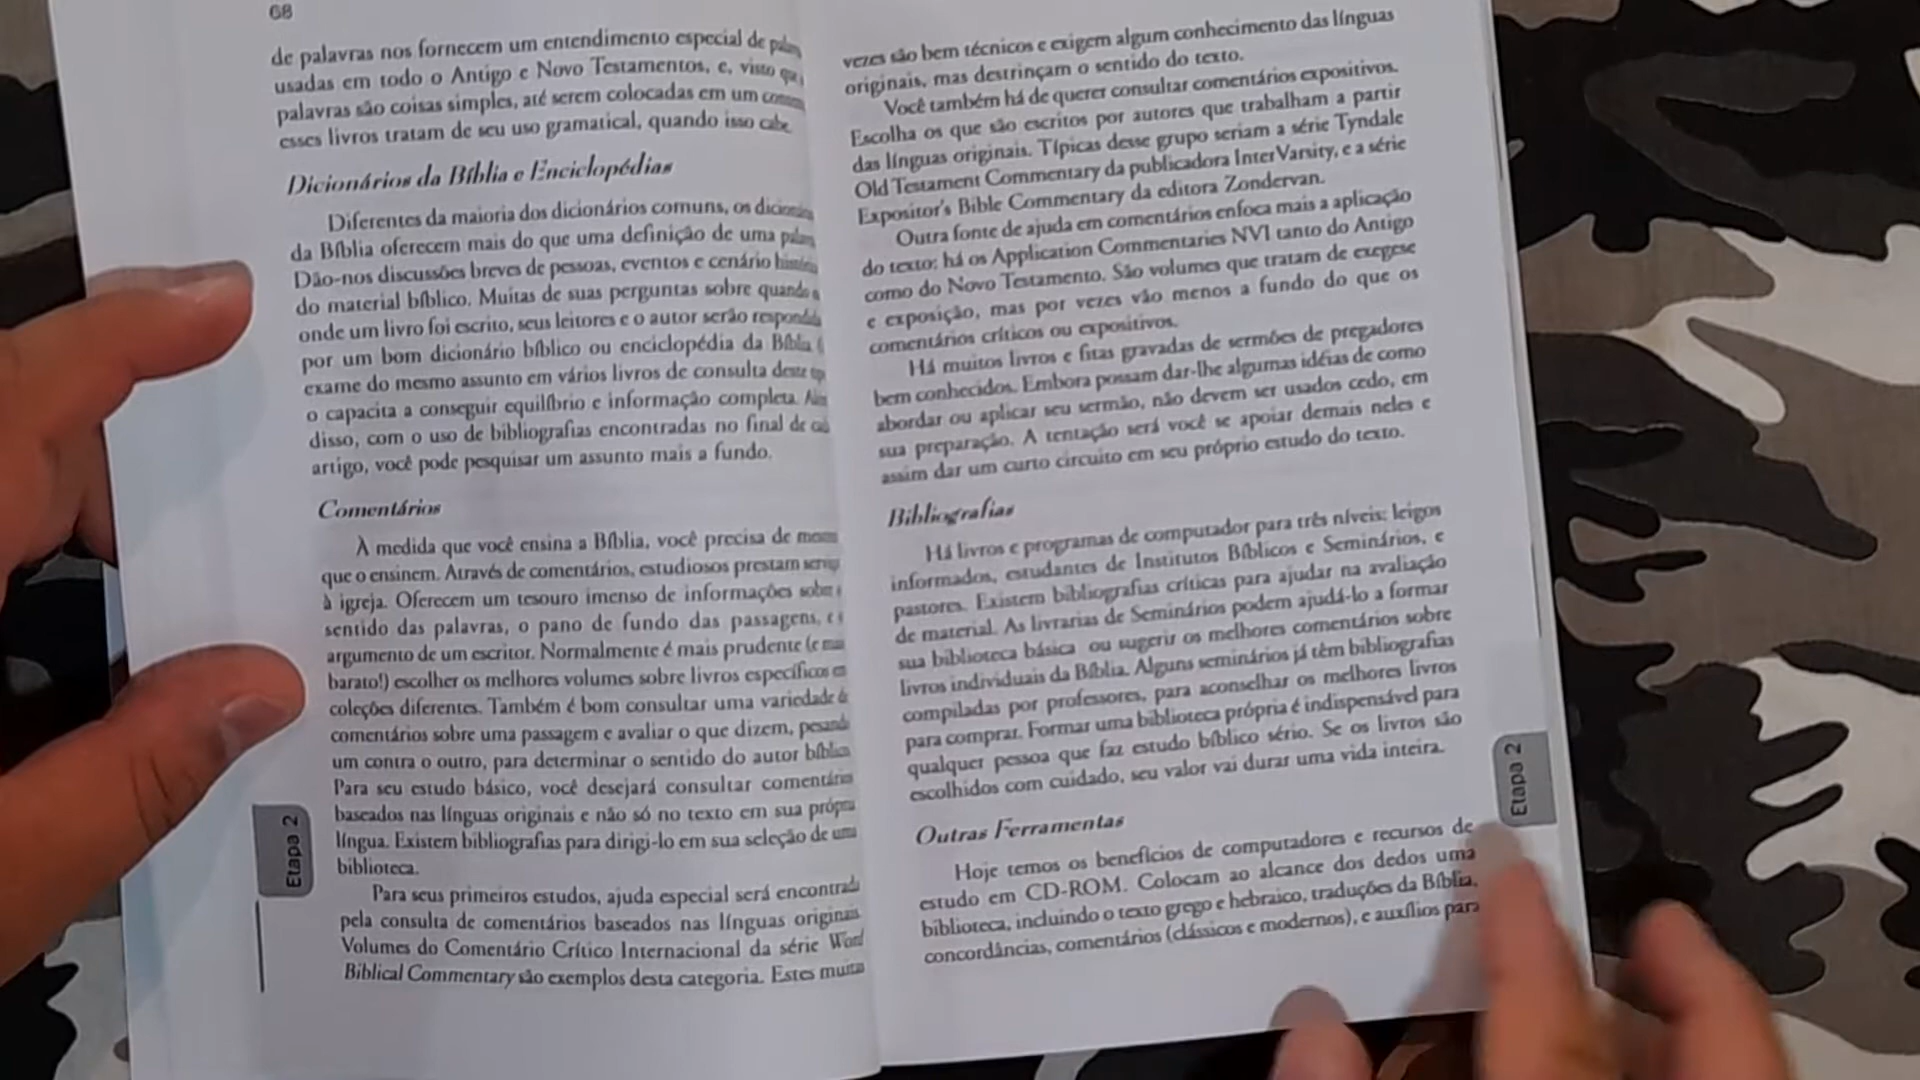 68
de palavras nos fornecem um entendimento especial de
usadas em todo o Antigo e Novo Testamentos, e, visto que
palavras são coisas simples, até serem colocadas em um
esses livros tratam de seu uso gramatical, quando isso cabe.
Dicionários da Bíblia e Enciclopédias
Diferentes da maioria dos dicionários comuns, os
da Bíblia oferecem mais do que uma definição de uma
Dão-nos discussões breves de pessoas, eventos e cenário
do material bíblico. Muitas de suas perguntas sobre quando
onde um livro foi escrito, seus leitores e o autor serão
por um bom dicionário bíblico ou enciclopédia da Bíblia
exame do mesmo assunto em vários livros de consulta deste
o capacita a conseguir equilíbrio e informação completa.
disso, com o uso de bibliografias encontradas no final de
artigo, você pode pesquisar um assunto mais a fundo.
Comentários
À medida que você ensina a Bíblia, você precisa de
que o ensinem. Através de comentários, estudiosos prestam
à igreja. Oferecem um tesouro imenso de informações sobre
sentido das palavras, o pano de fundo das passagens, e
argumento de um escritor. Normalmente é mais prudente (e
barato!) escolher os melhores volumes sobre livros específicos
coleções diferentes. Também é bom consultar uma variedade
comentários sobre uma passagem e avaliar o que dizem,
um contra o outro, para determinar o sentido do autor
Para seu estudo básico, você desejará consultar
baseados nas línguas originais e não só no texto em sua própria
língua. Existem bibliografias para dirigi-lo em sua seleção de uma
biblioteca.
Para seus primeiros estudos, ajuda especial será
pela consulta de comentários baseados nas línguas originais.
Volumes do Comentário Crítico Internacional da série Word
Biblical Commentary são exemplos desta categoria. Estes
Etapa 2
vezes são bem técnicos e exigem algum conhecimento das línguas
originais, mas destrinçam o sentido do texto.
Você também há de querer consultar comentários expositivos.
Escolha os que são escritos por autores que trabalham a partir
das línguas originais. Típicas desse grupo seriam a série Tyndale
Old Testament Commentary da publicadora InterVarsity, e a série
Expositor's Bible Commentary da editora Zondervan.
Outra fonte de ajuda em comentários enfoca mais a aplicação
do texto: há os Application Commentaries NVI tanto do Antigo
como do Novo Testamento. São volumes que tratam de exegese
e exposição, mas por vezes vão menos a fundo do que os
comentários críticos ou expositivos.
Há muitos livros e fitas gravadas de sermões de pregadores
bem conhecidos. Embora possam dar-lhe algumas idéias de como
abordar ou aplicar seu sermão, não devem ser usados cedo, em
sua preparação. A tentação será você se apoiar demais neles e
assim dar um curto circuito em seu próprio estudo do texto.
Bibliografias
Há livros e programas de computador para três níveis: leigos
informados, estudantes de Institutos Bíblicos e Seminários, e
pastores. Existem bibliografias críticas para ajudar na avaliação
de material. As livrarias de Seminários podem ajudá-lo a formar
sua biblioteca básica ou sugerir os melhores comentários sobre
livros individuais da Bíblia. Alguns seminários já têm bibliografias
compiladas por professores, para aconselhar os melhores livros
para comprar. Formar uma biblioteca própria é indispensável para
qualquer pessoa que faz estudo bíblico sério. Se os livros são
escolhidos com cuidado, seu valor vai durar uma vida inteira.
Outras Ferramentas
Hoje temos os benefícios de computadores e recursos de
estudo em CD-ROM. Colocam ao alcance dos dedos uma
biblioteca, incluindo o texto grego e hebraico, traduções da Bíblia,
concordâncias, comentários (clássicos e modernos), e auxílios para
Etapa 2